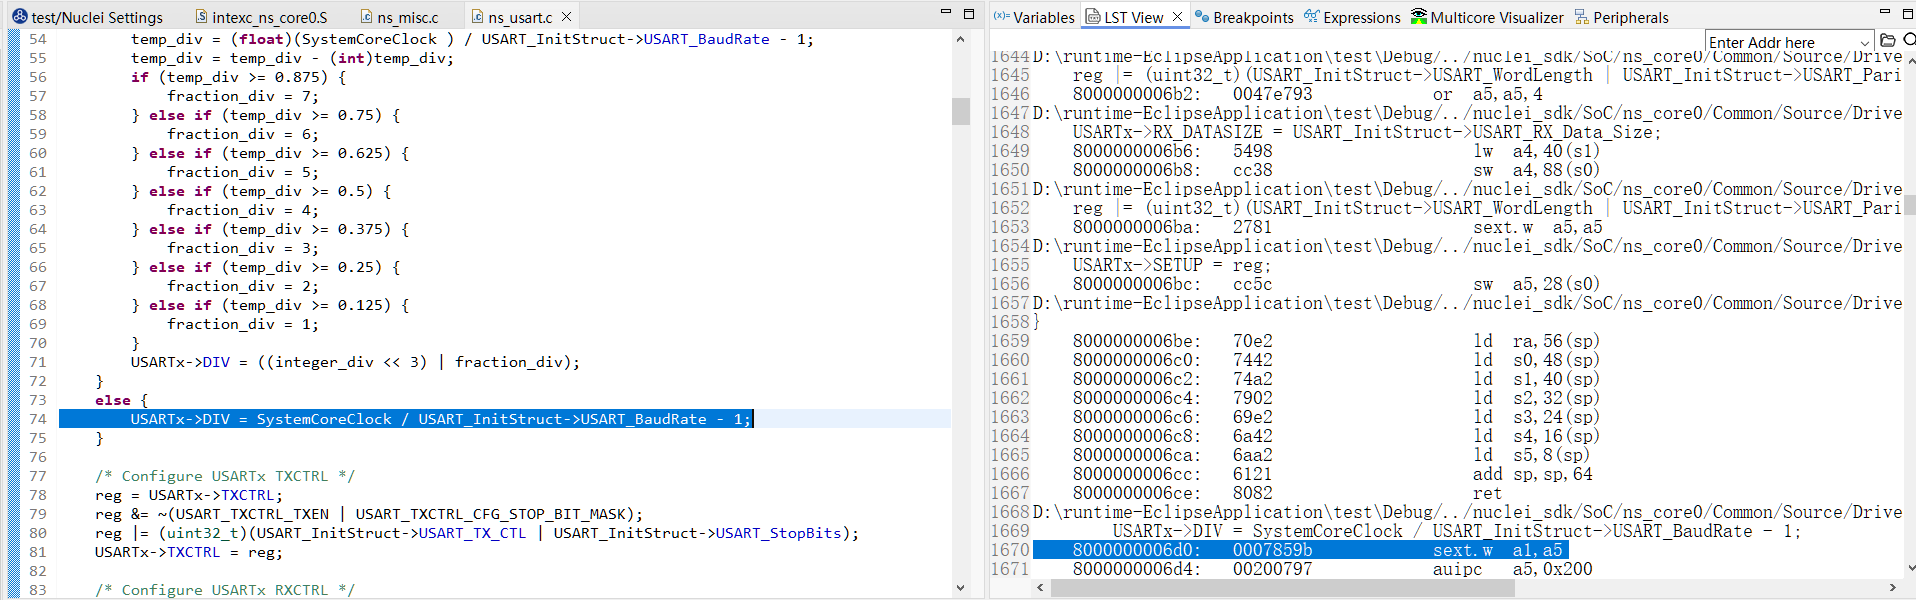 test/Nuclei Settings
intexc_ns_core0.S
ns_misc.c
ns_usart.c
54 temp_div = (float)(SystemCoreClock ) / USART_InitStruct->USART_BaudRate - 1;
55 temp_div = temp_div - (int)temp_div;
56 if (temp_div >= 0.875) {
57 fraction_div = 7;
58 } else if (temp_div >= 0.75) {
59 fraction_div = 6;
60 } else if (temp_div >= 0.625) {
61 fraction_div = 5;
62 } else if (temp_div >= 0.5) {
63 fraction_div = 4;
64 } else if (temp_div >= 0.375) {
65 fraction_div = 3;
66 } else if (temp_div >= 0.25) {
67 fraction_div = 2;
68 } else if (temp_div >= 0.125) {
69 fraction_div = 1;
70 }
71 USARTx->DIV = ((integer_div << 3) | fraction_div);
72 }
73 else {
74 USARTx->DIV = SystemCoreClock / USART_InitStruct->USART_BaudRate - 1;
75 }
76
77 /* Configure USARTx TXCTRL */
78 reg = USARTx->TXCTRL;
79 reg &= ~(USART_TXCTRL_TXEN | USART_TXCTRL_CFG_STOP_BIT_MASK);
80 reg |= (uint32_t)(USART_InitStruct->USART_TX_CTL | USART_InitStruct->USART_StopBits);
81 USARTx->TXCTRL = reg;
82
83 /* Configure USARTx RXCTRL */
(x)= Variables
LST View
Breakpoints
Expressions
Multicore Visualizer
Peripherals
Enter Addr here
1644 D:\runtime-EclipseApplication\test\Debug/../nuclei_sdk/SoC/ns_core0/Common/Source/Drive
1645 reg |= (uint32_t)(USART_InitStruct->USART_WordLength | USART_InitStruct->USART_Pari
1646 8000000006b2: 0047e793 or a5,a5,4
1647 D:\runtime-EclipseApplication\test\Debug/../nuclei_sdk/SoC/ns_core0/Common/Source/Drive
1648 USARTx->RX_DATASIZE = USART_InitStruct->USART_RX_Data_Size;
1649 8000000006b6: 5498 lw a4,40(s1)
1650 8000000006b8: cc38 sw a4,88(s0)
1651 D:\runtime-EclipseApplication\test\Debug/../nuclei_sdk/SoC/ns_core0/Common/Source/Drive
1652 reg |= (uint32_t)(USART_InitStruct->USART_WordLength | USART_InitStruct->USART_Pari
1653 8000000006ba: 2781 sext.w a5,a5
1654 D:\runtime-EclipseApplication\test\Debug/../nuclei_sdk/SoC/ns_core0/Common/Source/Drive
1655 USARTx->SETUP = reg;
1656 8000000006bc: cc5c sw a5,28(s0)
1657 D:\runtime-EclipseApplication\test\Debug/../nuclei_sdk/SoC/ns_core0/Common/Source/Drive
1658 }
1659 8000000006be: 70e2 ld ra,56(sp)
1660 8000000006c0: 7442 ld s0,48(sp)
1661 8000000006c2: 74a2 ld s1,40(sp)
1662 8000000006c4: 7902 ld s2,32(sp)
1663 8000000006c6: 69e2 ld s3,24(sp)
1664 8000000006c8: 6a42 ld s4,16(sp)
1665 8000000006ca: 6aa2 ld s5,8(sp)
1666 8000000006cc: 6121 add sp,sp,64
1667 8000000006ce: 8082 ret
1668 D:\runtime-EclipseApplication\test\Debug/../nuclei_sdk/SoC/ns_core0/Common/Source/Drive
1669 USARTx->DIV = SystemCoreClock / USART_InitStruct->USART_BaudRate - 1;
1670 8000000006d0: 0007859b sext.w a1,a5
1671 8000000006d4: 00200797 auipc a5,0x200